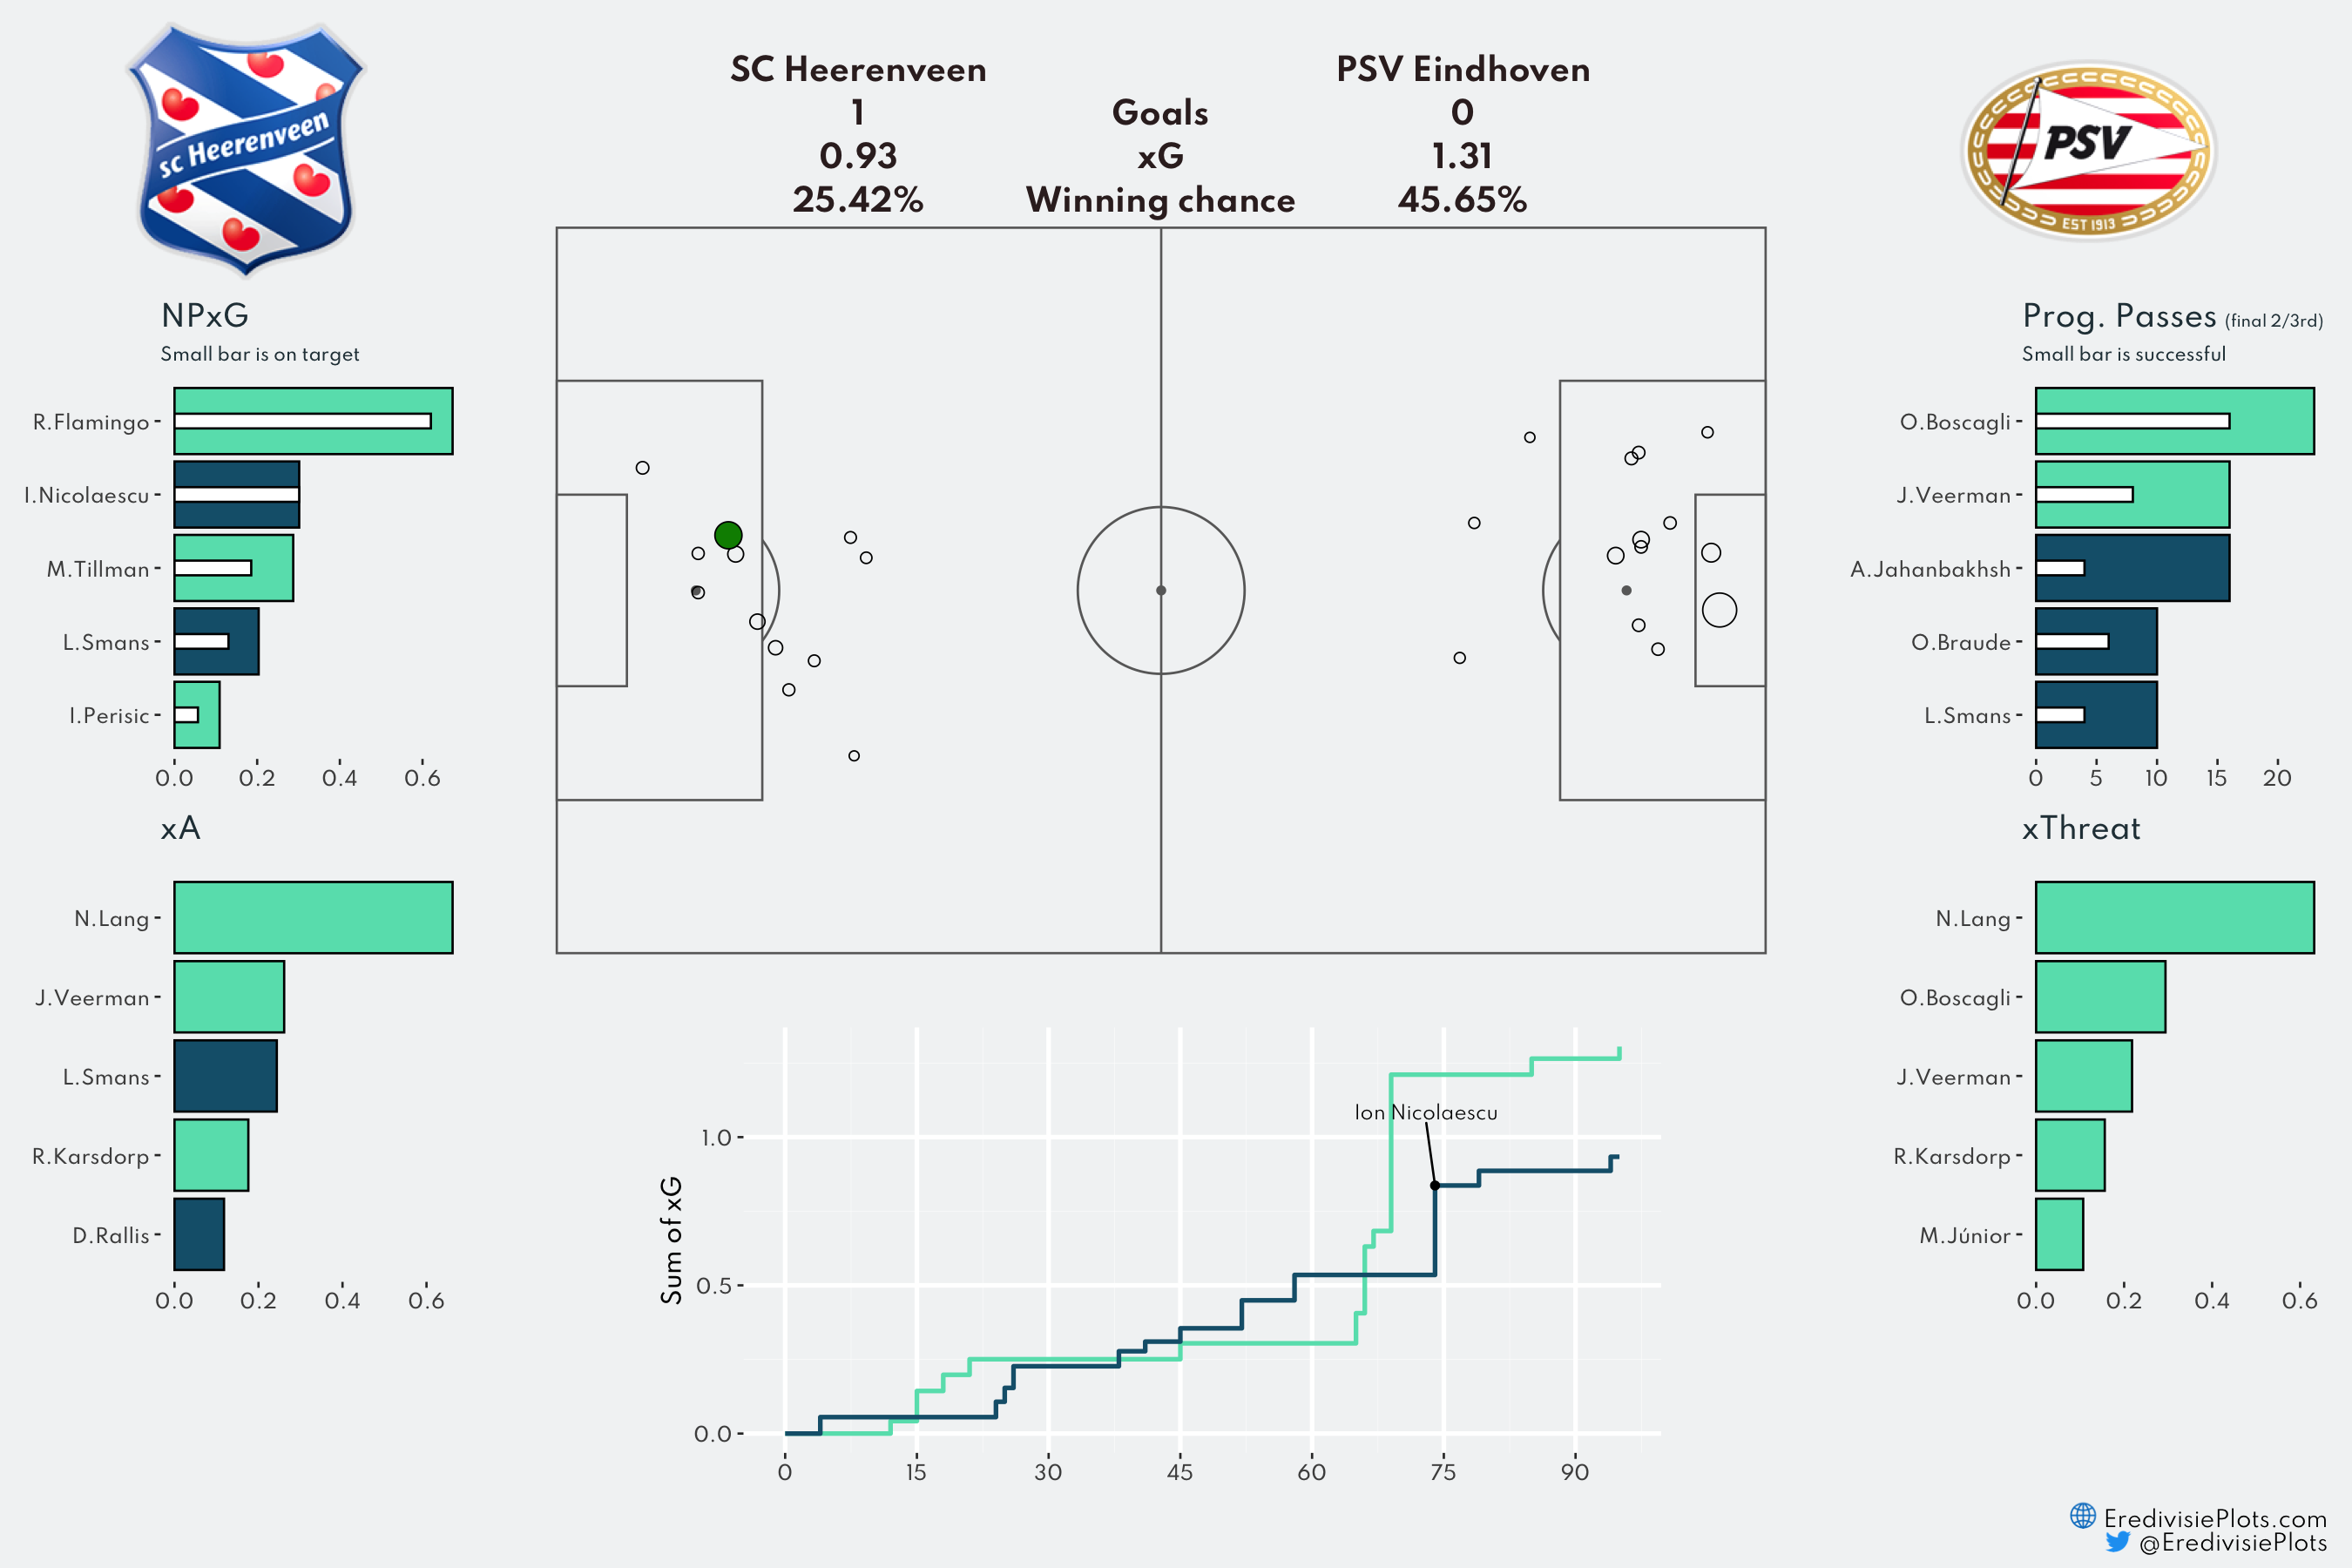 SC Heerenveen PSV Eindhoven
1 Goals 0
0.93 xG 1.31
25.42% Winning chance 45.65%
sc Heerenveen
PSV
EST 1913
NPxG
Small bar is on target
R.Flamingo
I.Nicolaescu
M.Tillman
L.Smans
I.Perisic
0.0 0.2 0.4 0.6
xA
N.Lang
J.Veerman
L.Smans
R.Karsdorp
D.Rallis
0.0 0.2 0.4 0.6
Ion Nicolaescu
Sum of xG
1.0
0.5
0.0
0 15 30 45 60 75 90
Prog. Passes (final 2/3rd)
Small bar is successful
O.Boscagli
J.Veerman
A.Jahanbakhsh
O.Braude
L.Smans
0 5 10 15 20
xThreat
N.Lang
O.Boscagli
J.Veerman
R.Karsdorp
M.Júnior
0.0 0.2 0.4 0.6
EredivisiePlots.com
@EredivisiePlots